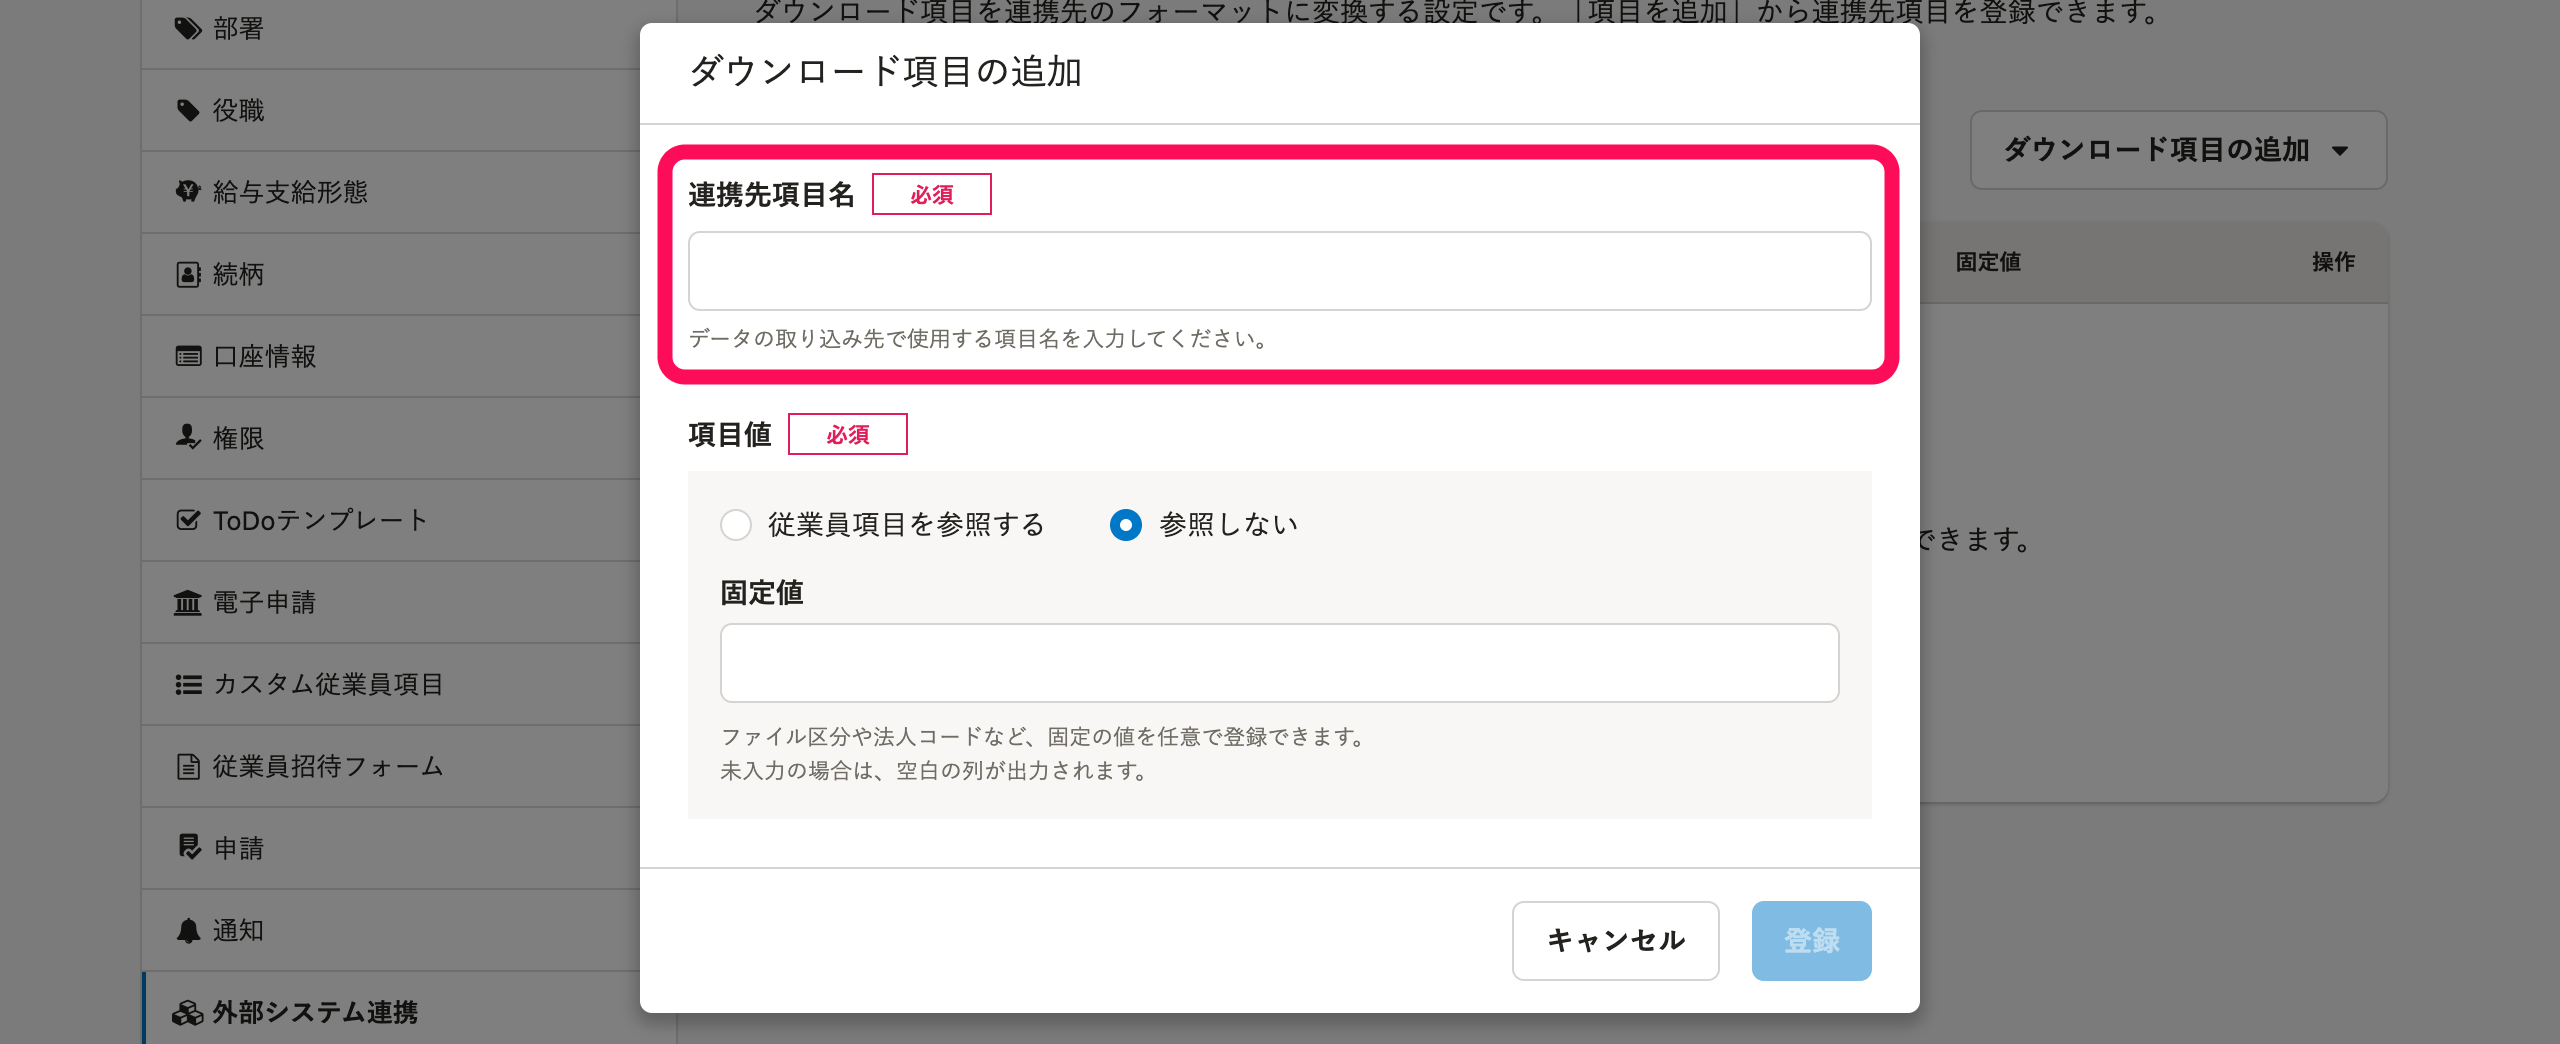 ダウンロード項目を連携先のフォーマットに変換する設定です。「項目を追加」から連携先項目を登録できます。
部署
役職
給与支給形態
続柄
口座情報
権限
ToDoテンプレート
電子申請
カスタム従業員項目
従業員招待フォーム
申請
通知
外部システム連携
ダウンロード項目の追加
連携先項目名 必須
データの取り込み先で使用する項目名を入力してください。
項目値 必須
従業員項目を参照する 参照しない
固定値
ファイル区分や法人コードなど、固定の値を任意で登録できます。
未入力の場合は、空白の列が出力されます。
キャンセル 登録
ダウンロード項目の追加
固定値 操作
できます。